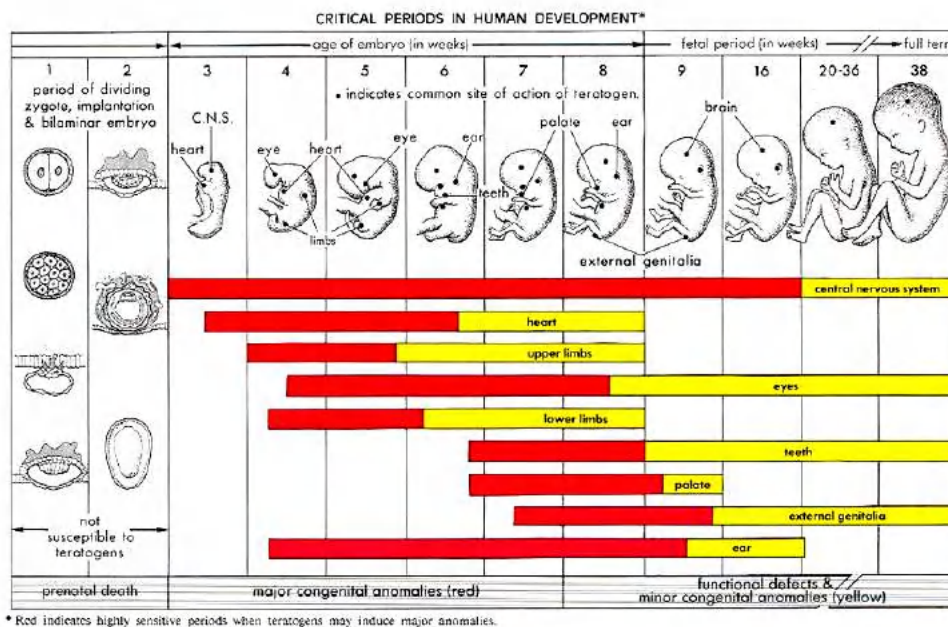 CRITICAL PERIODS IN HUMAN DEVELOPMENT*
age of embryo (in weeks)
fetal period (in weeks)
full term
1 2 3 4 5 6 7 8 9 16 20-36 38
period of dividing
zygote, implantation
& bilaminar embryo
• indicates common site of action of teratogen.
C.N.S.
heart
eye
heart
limbs
eye
ear
teeth
palate
ear
external genitalia
brain
central nervous system
heart
upper limbs
eyes
lower limbs
teeth
palate
external genitalia
ear
not
susceptible to
teratogens
prenatal death
major congenital anomalies (red)
functional defects &
minor congenital anomalies (yellow)
* Red indicates highly sensitive periods when teratogens may induce major anomalies.